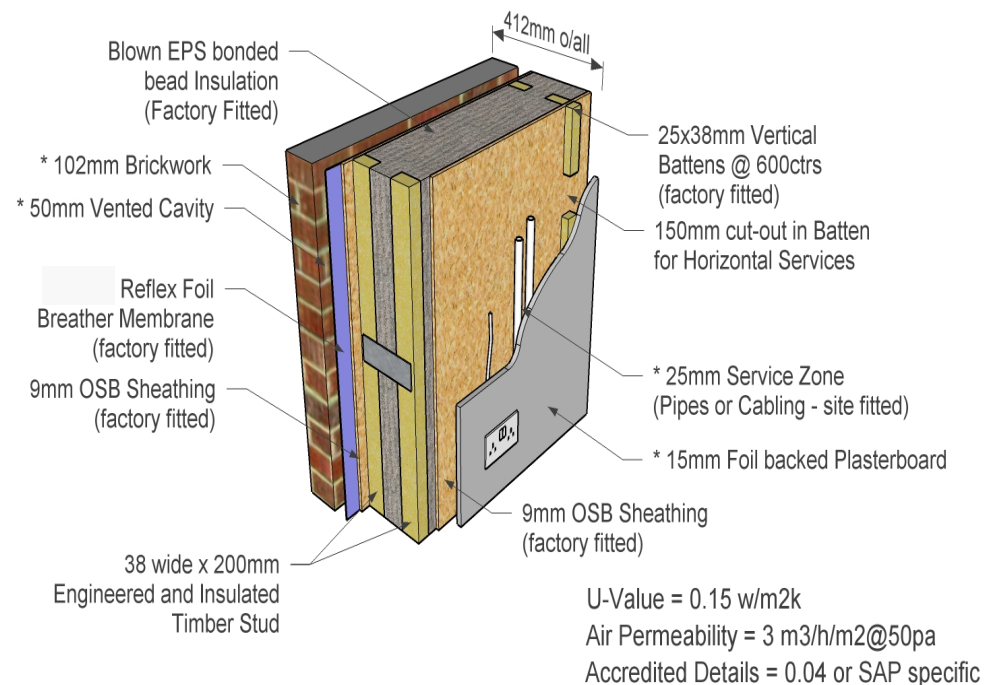 412mm o/all
Blown EPS bonded
bead Insulation
(Factory Fitted)
* 102mm Brickwork
* 50mm Vented Cavity
Reflex Foil
Breather Membrane
(factory fitted)
9mm OSB Sheathing
(factory fitted)
38 wide x 200mm
Engineered and Insulated
Timber Stud
25x38mm Vertical
Battens @ 600ctrs
(factory fitted)
150mm cut-out in Batten
for Horizontal Services
* 25mm Service Zone
(Pipes or Cabling - site fitted)
* 15mm Foil backed Plasterboard
9mm OSB Sheathing
(factory fitted)
U-Value = 0.15 w/m2k
Air Permeability = 3 m3/h/m2@50pa
Accredited Details = 0.04 or SAP specific